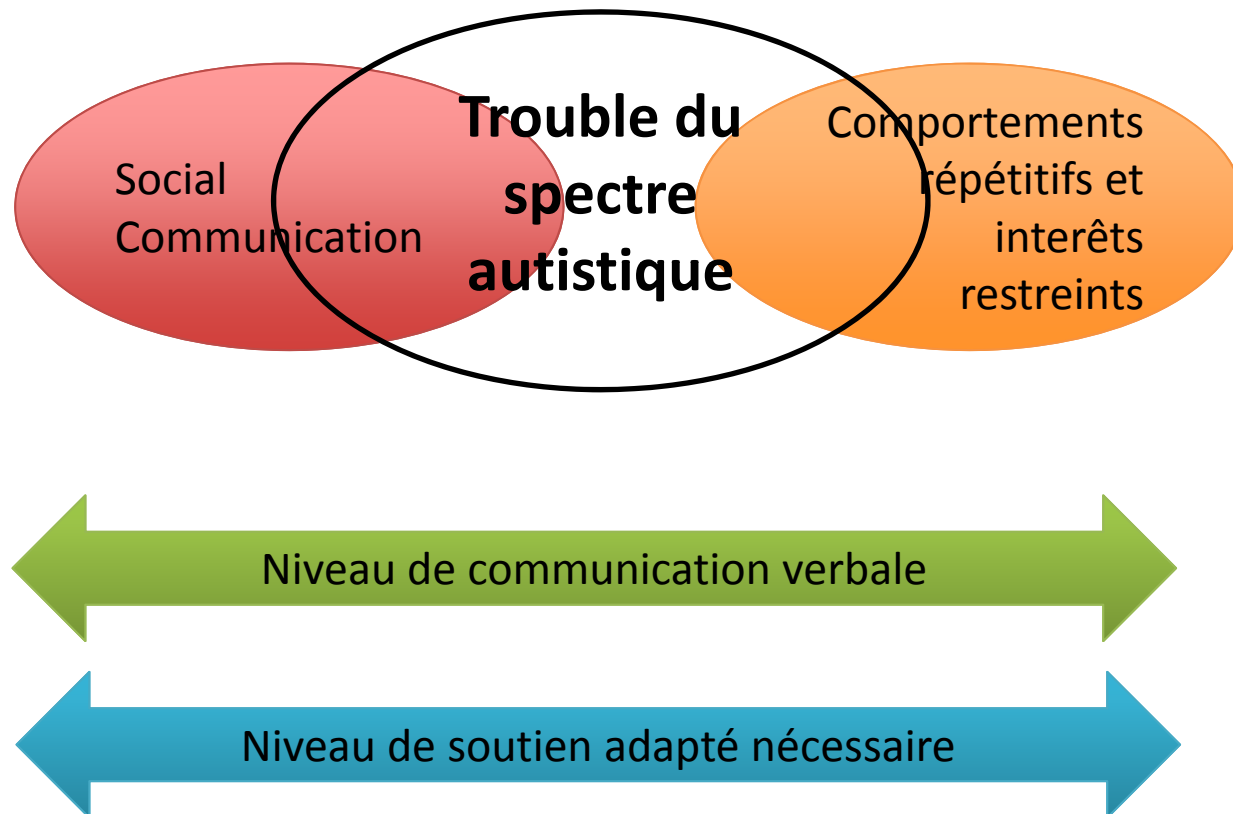 Social
Communication
Trouble du
spectre
autistique
Comportements
répétitifs et
interêts
restreints
Niveau de communication verbale
Niveau de soutien adapté nécessaire